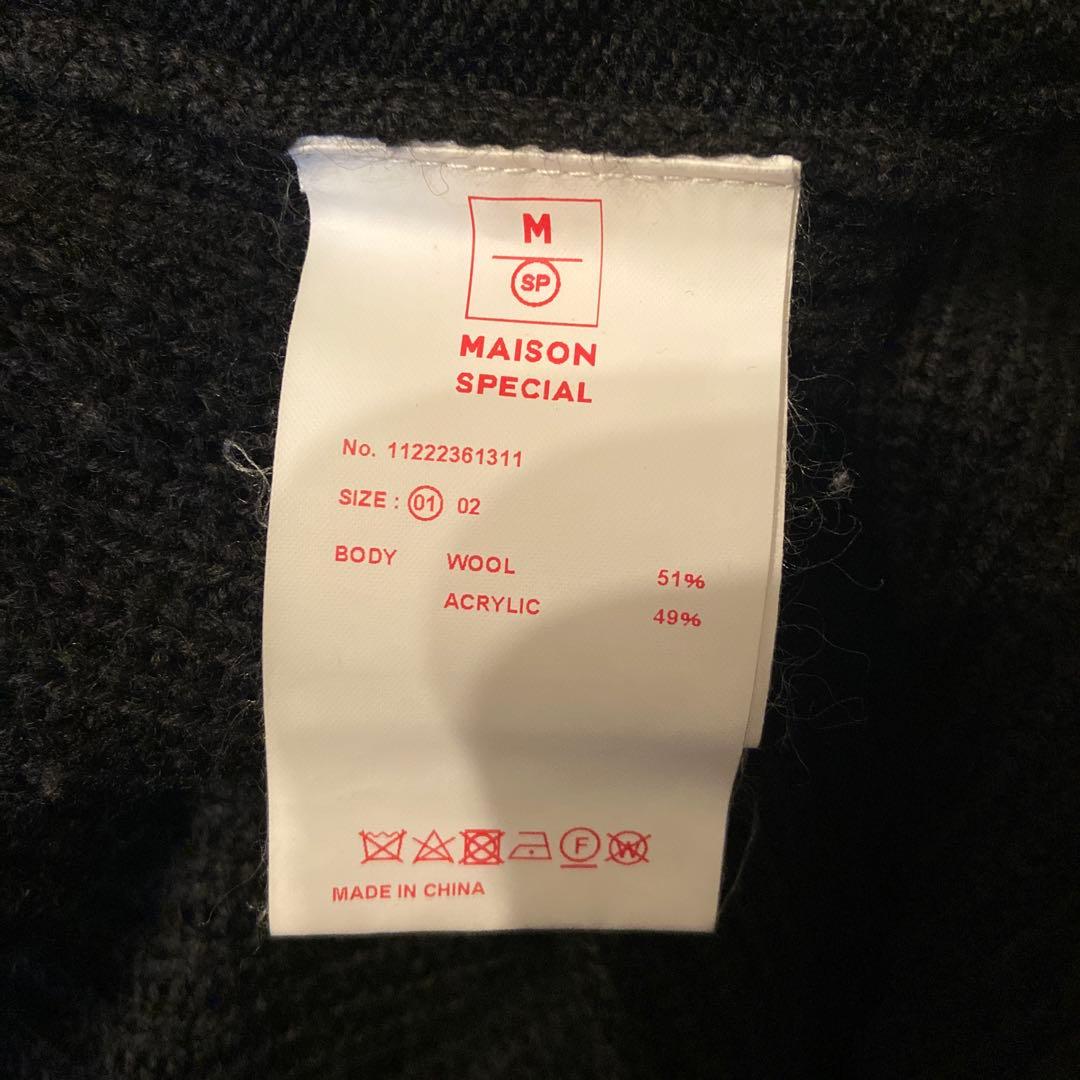 M
SP
MAISON
SPECIAL
No. 11222361311
SIZE : 01 02
BODY WOOL 51%
ACRYLIC 49%
F W
MADE IN CHINA